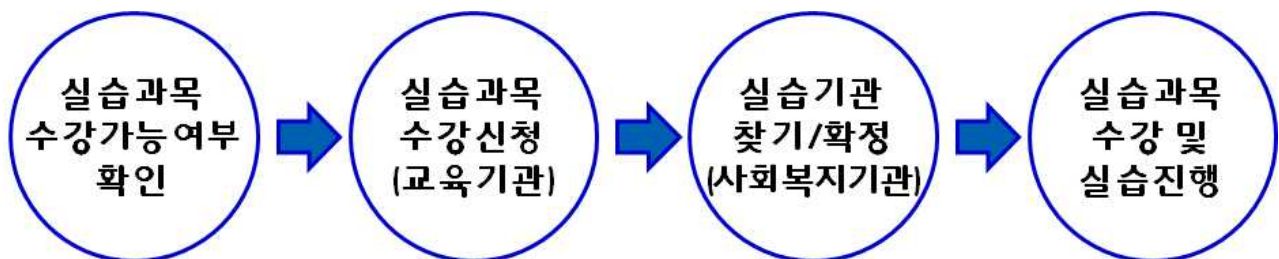 실습과목
수강가능여부
확인
실습과목
수강신청
(교육기관)
실습기관
찾기/확정
(사회복지기관)
실습과목
수강 및
실습진행